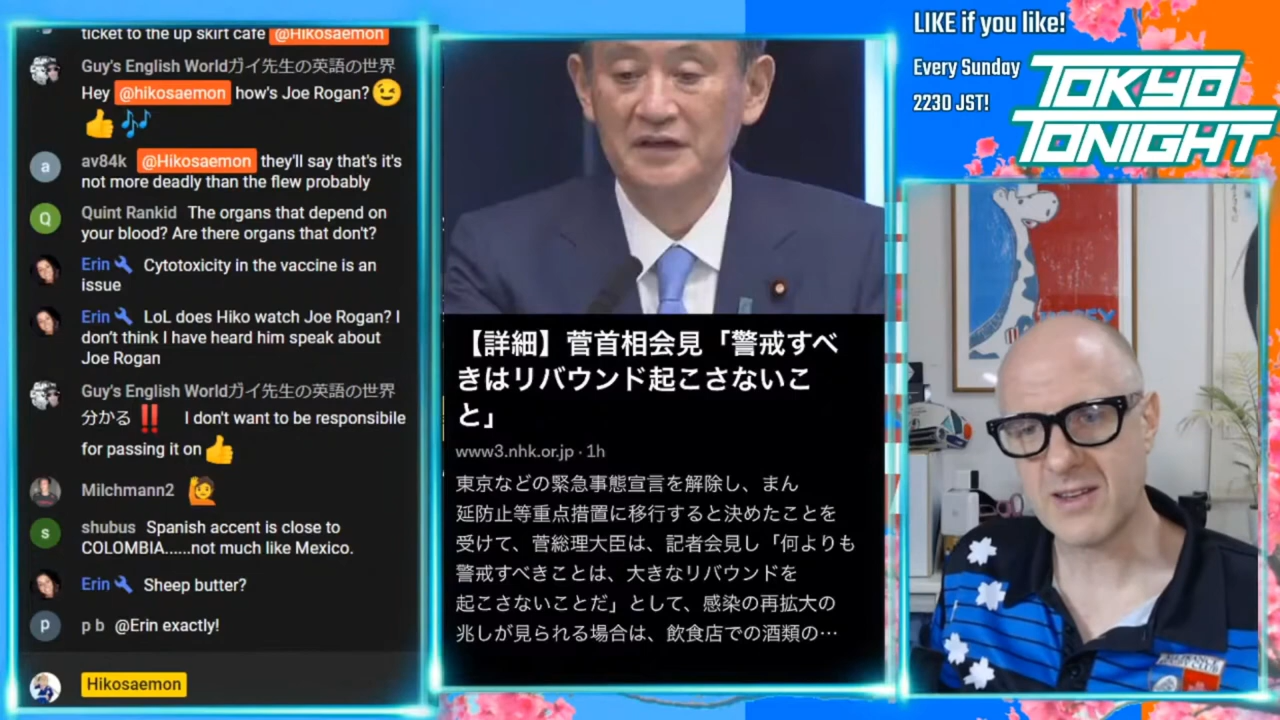 ticket to the up skirt cafe @Hikosaemon
Guy's English Worldガイ先生の英語の世界
Hey @hikosaemon how's Joe Rogan?
av84k @Hikosaemon they'll say that's it's
not more deadly than the flew probably
Quint Rankid The organs that depend on
your blood? Are there organs that don't?
Erin Cytotoxicity in the vaccine is an
issue
Erin LoL does Hiko watch Joe Rogan? I
don't think I have heard him speak about
Joe Rogan
Guy's English Worldガイ先生の英語の世界
分かる‼ I don't want to be responsibile
for passing it on
Milchmann2
shubus Spanish accent is close to
COLOMBIA......not much like Mexico.
Erin Sheep butter?
p b @Erin exactly!
Hikosaemon
【詳細】菅首相会見「警戒すべ
きはリバウンド起こさないこ
と」
www3.nhk.or.jp · 1h
東京などの緊急事態宣言を解除し、まん
延防止等重点措置に移行すると決めたことを
受けて、菅総理大臣は、記者会見し「何よりも
警戒すべきことは、大きなリバウンドを
起こさないことだ」として、感染の再拡大の
兆しが見られる場合は、飲食店での酒類の…
LIKE if you like!
Every Sunday
2230 JST!
TOKYO
TONIGHT